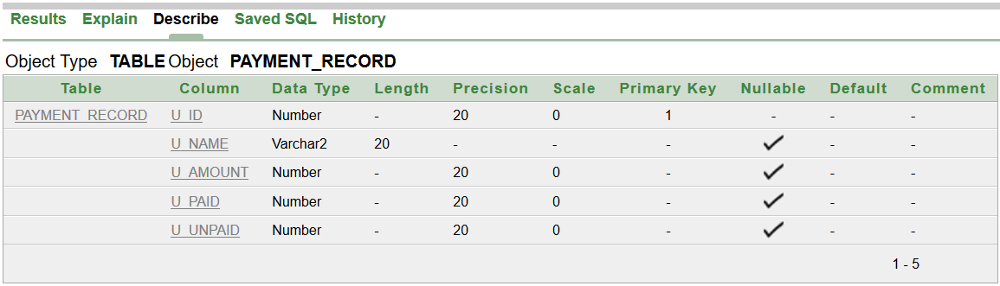 Results Explain Describe Saved SQL History
Object Type TABLE Object PAYMENT_RECORD
Table Column Data Type Length Precision Scale Primary Key Nullable Default Comment
PAYMENT_RECORD U_ID Number - 20 0 1 - - -
U_NAME Varchar2 20 - - - ✓ - -
U_AMOUNT Number - 20 0 - ✓ - -
U_PAID Number - 20 0 - ✓ - -
U_UNPAID Number - 20 0 - ✓ - -
1 - 5